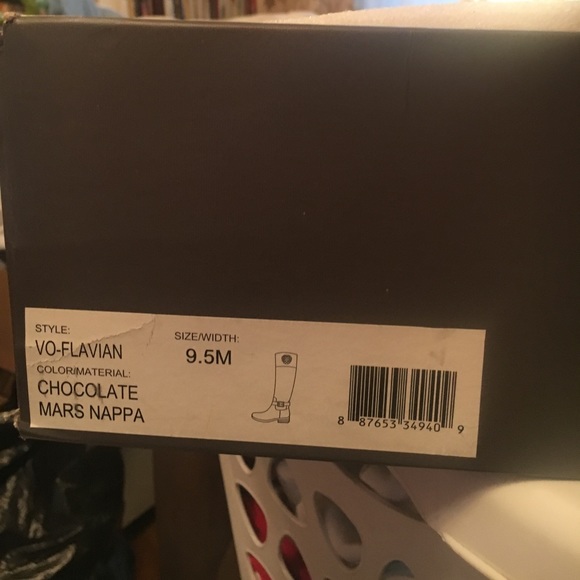 STYLE:
VO-FLAVIAN
SIZE/WIDTH:
9.5M
COLOR/MATERIAL:
CHOCOLATE
MARS NAPPA
8 87653 34940 9